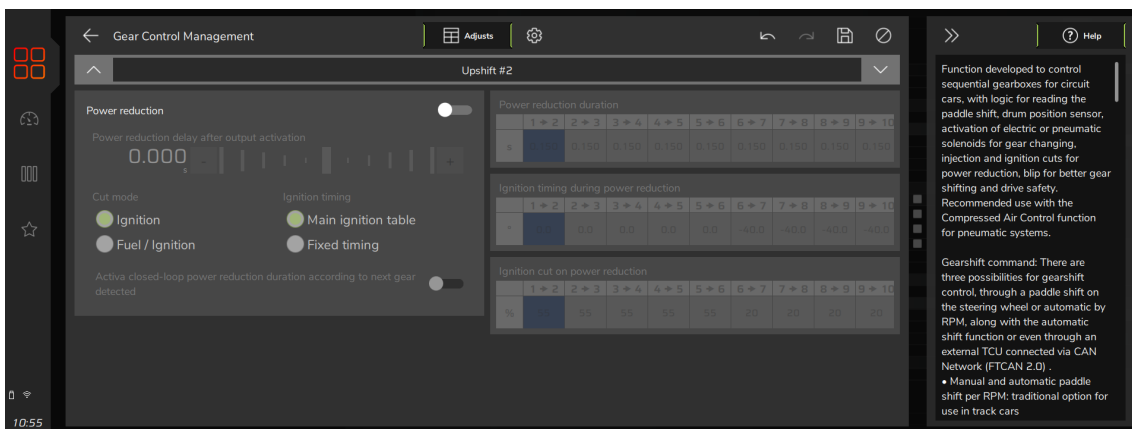 Gear Control Management
Adjusts
Help
Upshift #2
Power reduction
Power reduction delay after output activation
0.000
- +
Cut mode
Ignition timing
Ignition
Main ignition table
Fuel / Ignition
Fixed timing
Activa closed-loop power reduction duration according to next gear
detected
Power reduction duration
1 → 2 2 → 3 3 → 4 4 → 5 5 → 6 6 → 7 7 → 8 8 → 9 9 → 10
s 0.150 0.150 0.150 0.150 0.150 0.150 0.150 0.150 0.150
Ignition timing during power reduction
1 → 2 2 → 3 3 → 4 4 → 5 5 → 6 6 → 7 7 → 8 8 → 9 9 → 10
° 0.0 0.0 0.0 0.0 0.0 -40.0 -40.0 -40.0 -40.0
Ignition cut on power reduction
1 → 2 2 → 3 3 → 4 4 → 5 5 → 6 6 → 7 7 → 8 8 → 9 9 → 10
% 55 55 55 55 55 20 20 20 20
Function developed to control
sequential gearboxes for circuit
cars, with logic for reading the
paddle shift, drum position sensor,
activation of electric or pneumatic
solenoids for gear changing,
injection and ignition cuts for
power reduction, blip for better gear
shifting and drive safety.
Recommended use with the
Compressed Air Control function
for pneumatic systems.
Gearshift command: There are
three possibilities for gearshift
control, through a paddle shift on
the steering wheel or automatic by
RPM, along with the automatic
shift function or even through an
external TCU connected via CAN
Network (FTCAN 2.0) .
• Manual and automatic paddle
shift per RPM: traditional option for
use in track cars
10:55